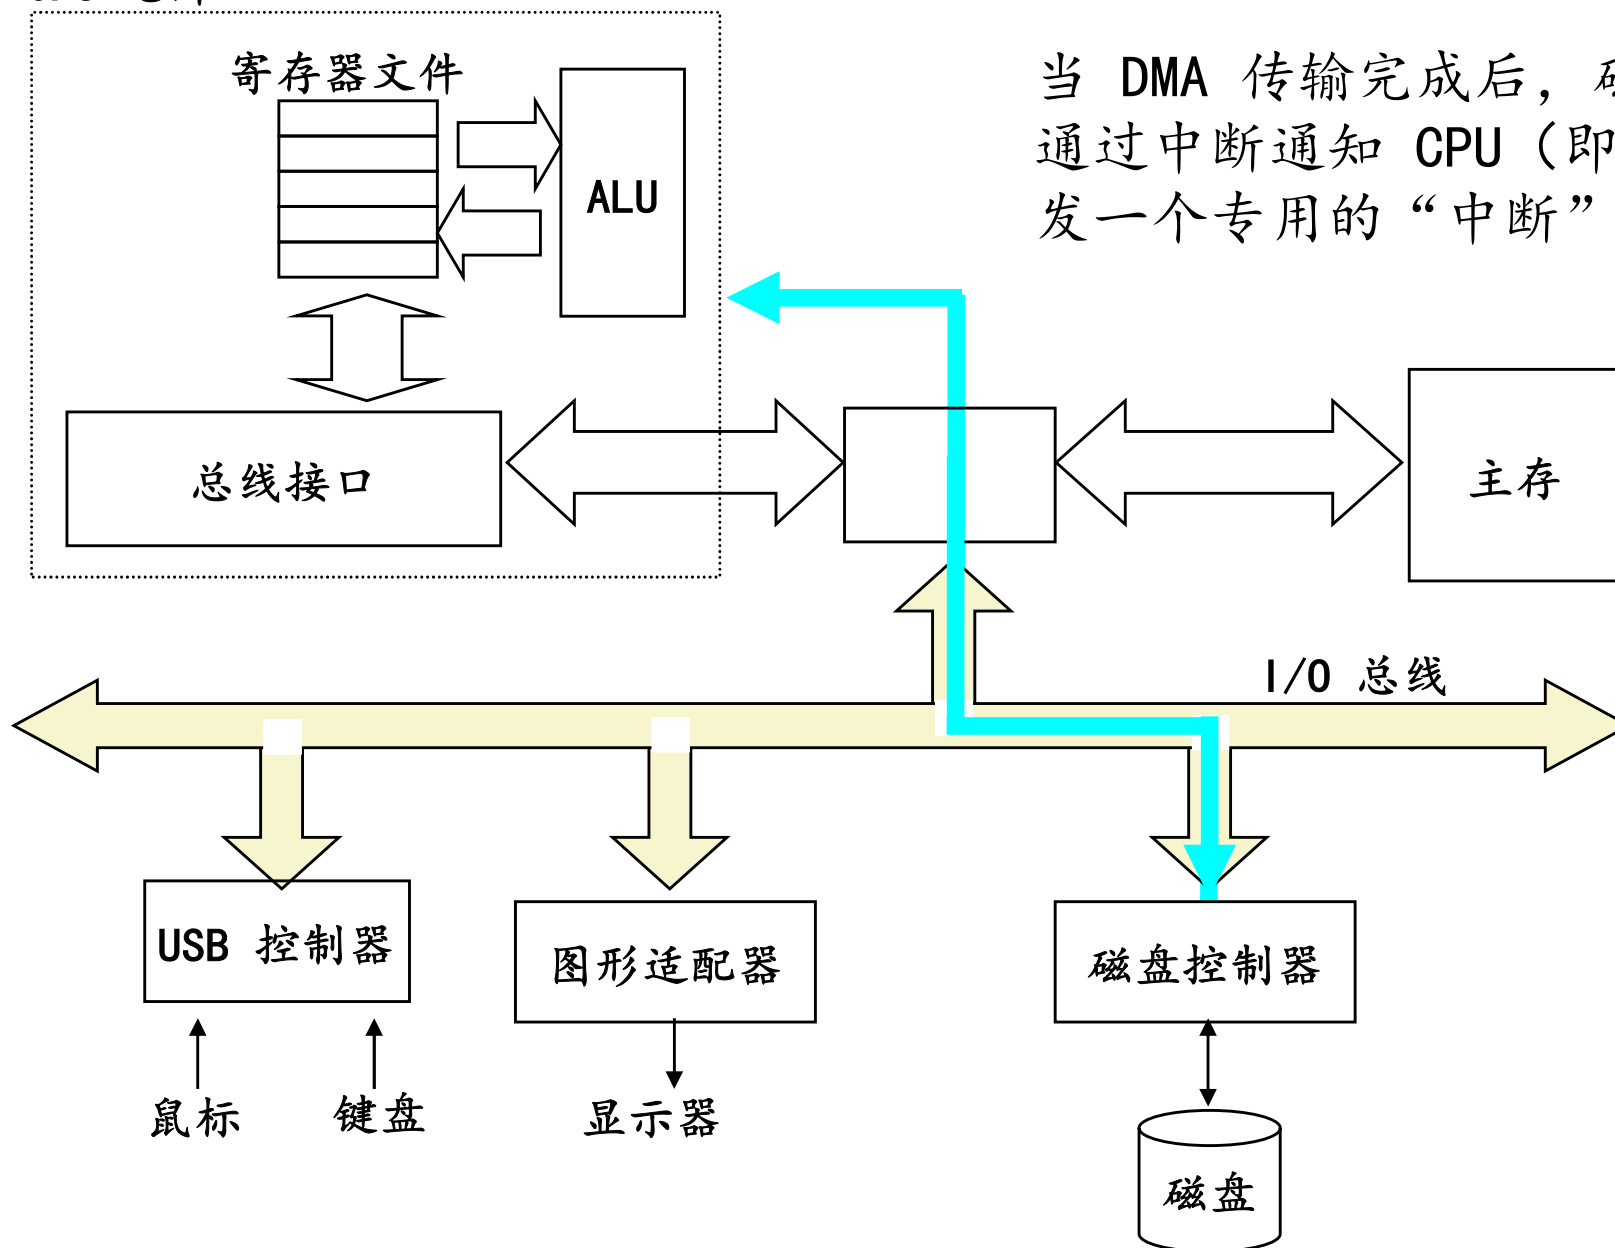 寄存器文件
当 DMA 传输完成后，
通过中断通知 CPU（即
发一个专用的“中断”
ALU
总线接口
主存
I/O 总线
USB 控制器
图形适配器
磁盘控制器
鼠标
键盘
显示器
磁盘